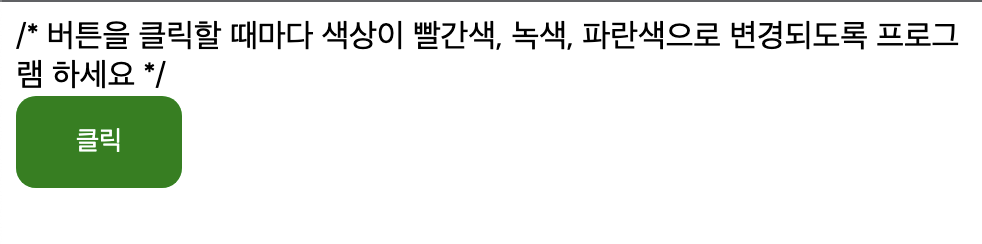 /* 버튼을 클릭할 때마다 색상이 빨간색, 녹색, 파란색으로 변경되도록 프로그
램 하세요 */
클릭